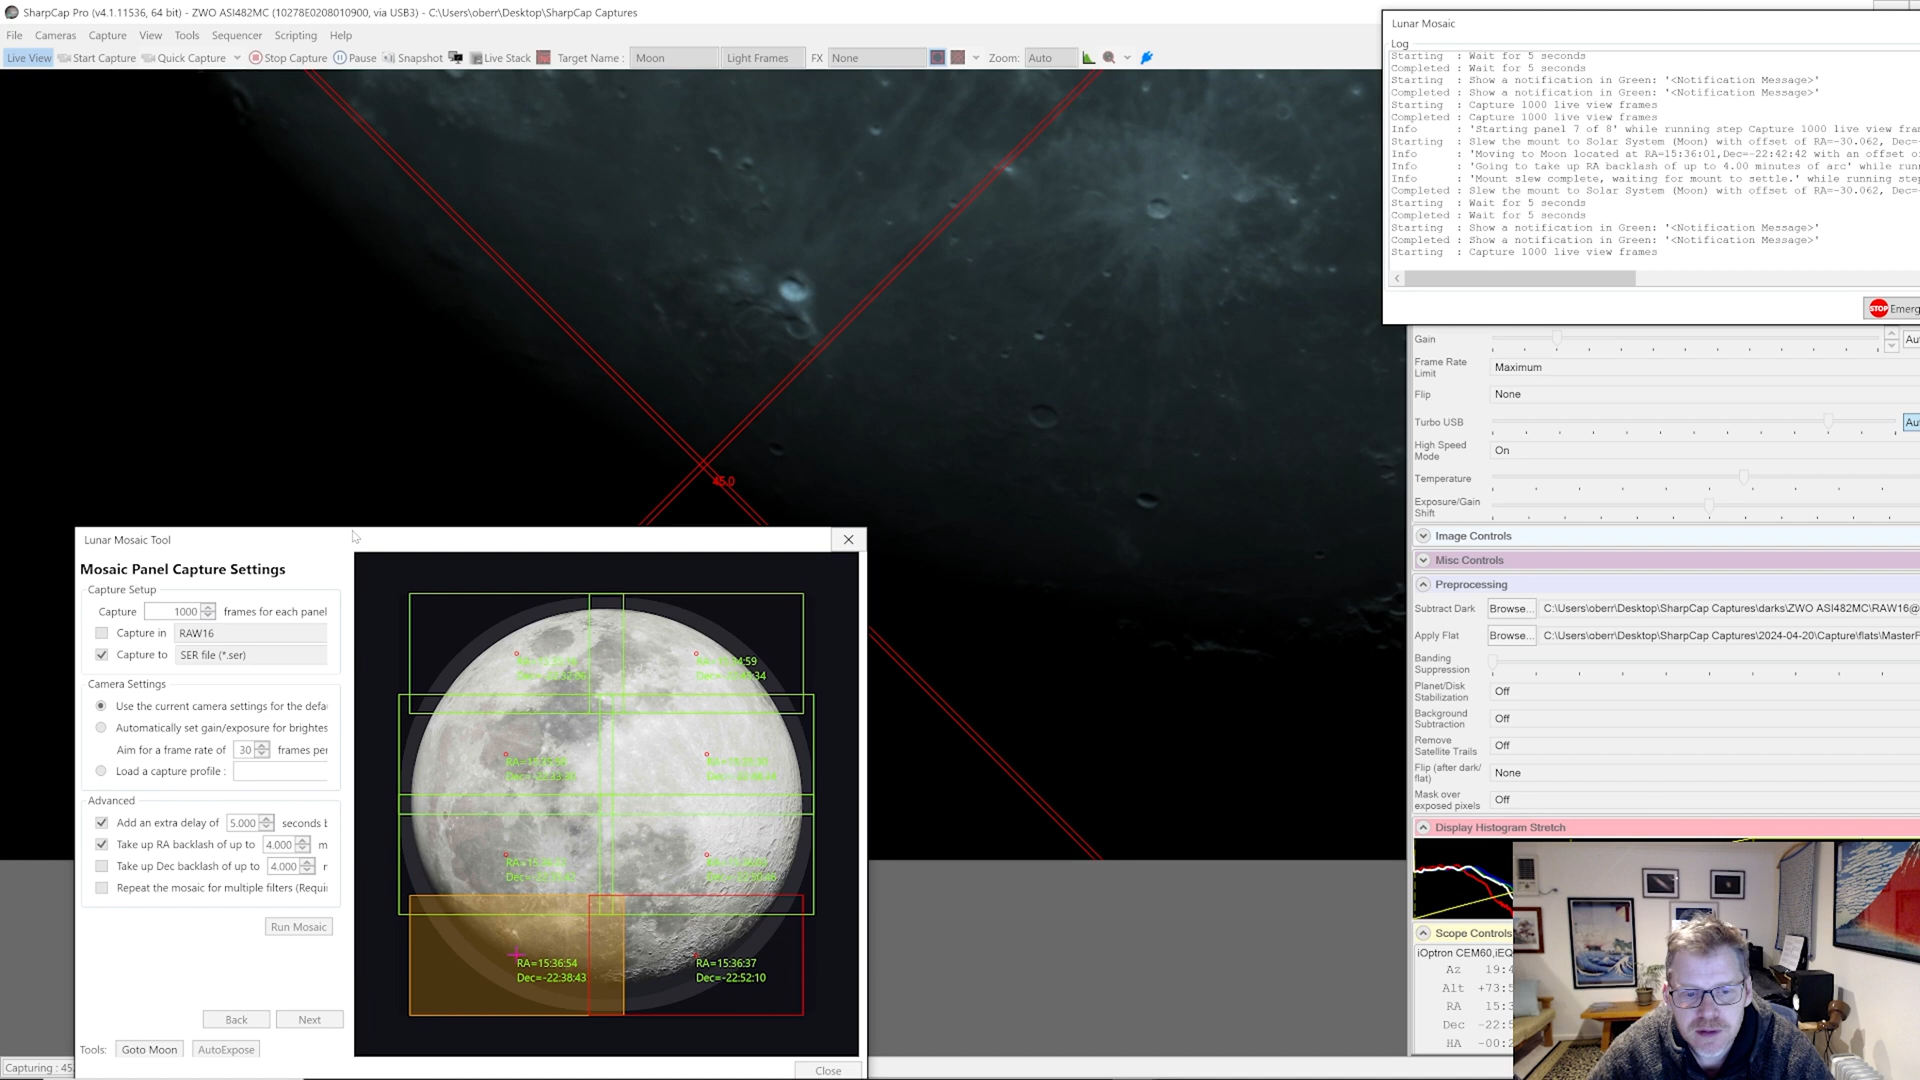 SharpCap Pro (v4.1.11536, 64 bit) - ZWO ASI482MC (10278E0208010900, via USB3) - C:\Users\oberr\Desktop\SharpCap Captures
File Cameras Capture View Tools Sequencer Scripting Help
Live View Start Capture Quick Capture Stop Capture Pause Snapshot Live Stack Target Name : Moon Light Frames FX None Zoom: Auto
45.0
Lunar Mosaic
Log
Starting : Wait for 5 seconds
Completed : Wait for 5 seconds
Starting : Show a notification in Green: '<Notification Message>'
Completed : Show a notification in Green: '<Notification Message>'
Starting : Capture 1000 live view frames
Completed : Capture 1000 live view frames
Info : 'Starting panel 7 of 8' while running step Capture 1000 live view fra
Starting : Slew the mount to Solar System (Moon) with offset of RA=-30.062, Dec=
Info : 'Moving to Moon located at RA=15:36:01,Dec=-22:42:42 with an offset o
Info : 'Going to take up RA backlash of up to 4.00 minutes of arc' while run
Info : 'Mount slew complete, waiting for mount to settle.' while running step
Completed : Slew the mount to Solar System (Moon) with offset of RA=-30.062, Dec=
Starting : Wait for 5 seconds
Completed : Wait for 5 seconds
Starting : Show a notification in Green: '<Notification Message>'
Completed : Show a notification in Green: '<Notification Message>'
Starting : Capture 1000 live view frames
STOP Emerg
Gain Au
Frame Rate Limit Maximum
Flip None
Turbo USB Au
High Speed Mode On
Temperature
Exposure/Gain Shift
Image Controls
Misc Controls
Preprocessing
Subtract Dark Browse... C:\Users\oberr\Desktop\SharpCap Captures\darks\ZWO ASI482MC\RAW16@
Apply Flat Browse... C:\Users\oberr\Desktop\SharpCap Captures\2024-04-20\Capture\flats\MasterF
Banding Suppression
Planet/Disk Stabilization Off
Background Subtraction Off
Remove Satellite Trails Off
Flip (after dark/flat) None
Mask over exposed pixels Off
Display Histogram Stretch
Scope Controls
iOptron CEM60,iEQ
Az 19:4
Alt +73:5
RA 15:3
Dec -22:5
HA -00:2
Lunar Mosaic Tool
Mosaic Panel Capture Settings
Capture Setup
Capture 1000 frames for each panel
Capture in RAW16
Capture to SER file (*.ser)
Camera Settings
Use the current camera settings for the defa
Automatically set gain/exposure for brightes
Aim for a frame rate of 30 frames per
Load a capture profile :
Advanced
Add an extra delay of 5.000 seconds b
Take up RA backlash of up to 4.000 m
Take up Dec backlash of up to 4.000 r
Repeat the mosaic for multiple filters (Requi
Run Mosaic
Back Next
Tools: Goto Moon AutoExpose
RA=15:36:54
Dec=-22:38:43
RA=15:36:37
Dec=-22:52:10
Close
Capturing : 45